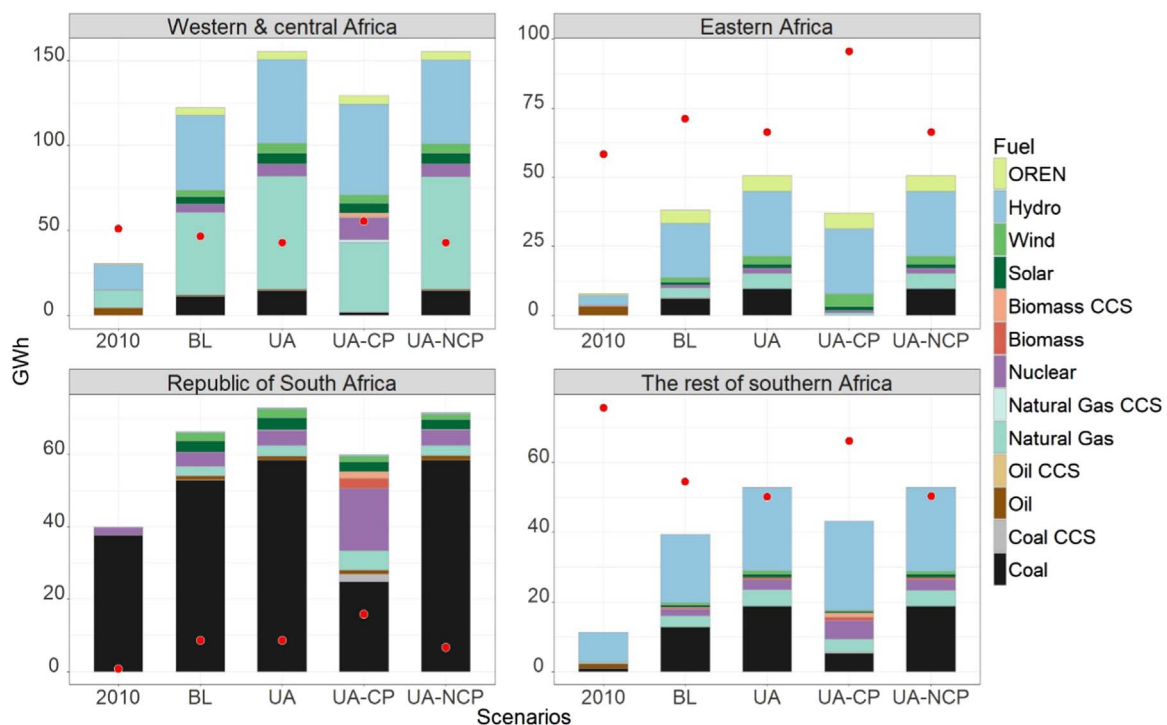 Western & central Africa
Eastern Africa
150
100
50
0
100
75
50
25
0
2010 BL UA UA-CP UA-NCP
2010 BL UA UA-CP UA-NCP
GWh
Republic of South Africa
The rest of southern Africa
60
40
20
0
60
40
20
0
2010 BL UA UA-CP UA-NCP
2010 BL UA UA-CP UA-NCP
Scenarios
Fuel
OREN
Hydro
Wind
Solar
Biomass CCS
Biomass
Nuclear
Natural Gas CCS
Natural Gas
Oil CCS
Oil
Coal CCS
Coal